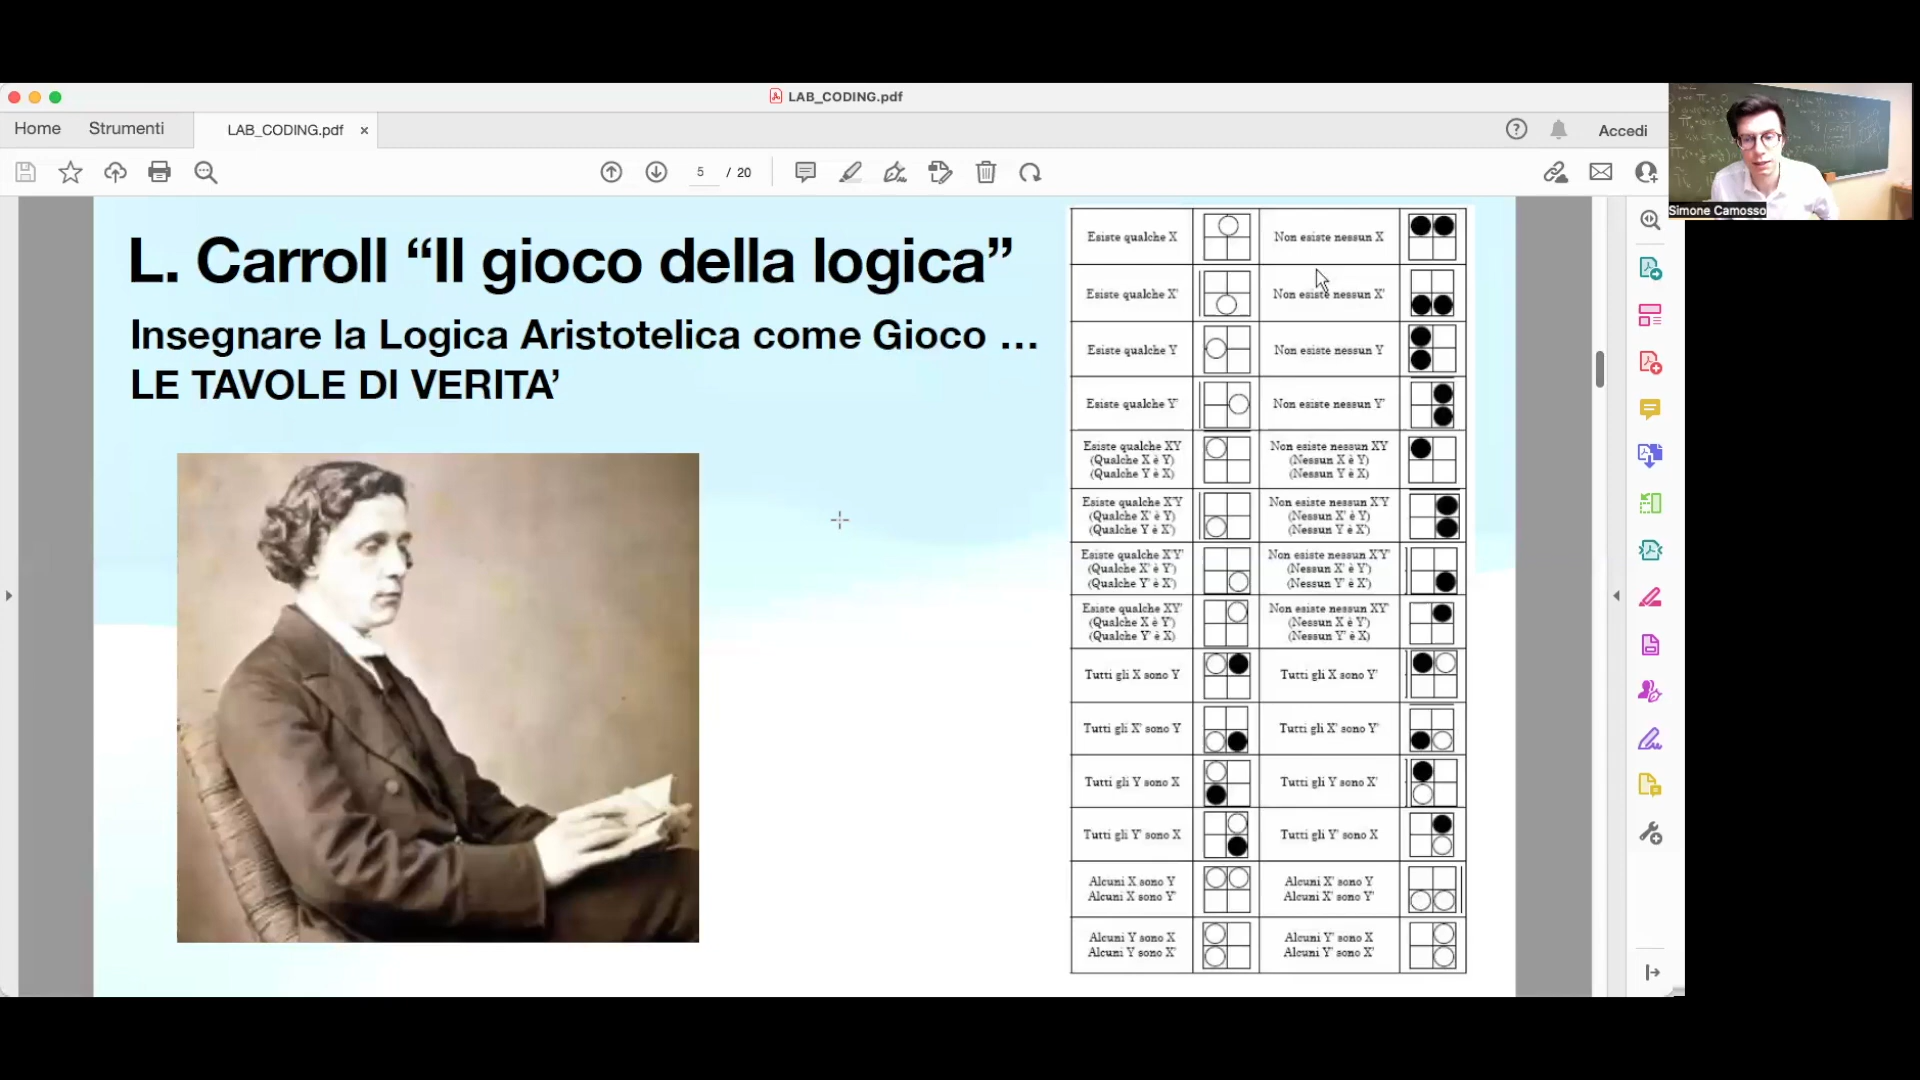 LAB_CODING.pdf
Home
Strumenti
LAB_CODING.pdf ×
Accedi
5 / 20
Simone Camosso
L. Carroll “Il gioco della logica”
Insegnare la Logica Aristotelica come Gioco ...
LE TAVOLE DI VERITA’
Esiste qualche X
Non esiste nessun X
Esiste qualche X'
Non esiste nessun X'
Esiste qualche Y
Non esiste nessun Y
Esiste qualche Y'
Non esiste nessun Y'
Esiste qualche XY
(Qualche X è Y)
(Qualche Y è X)
Non esiste nessun XY
(Nessun X è Y)
(Nessun Y è X)
Esiste qualche X'Y
(Qualche X' è Y)
(Qualche Y è X')
Non esiste nessun X'Y
(Nessun X' è Y)
(Nessun Y è X')
Esiste qualche X'Y'
(Qualche X' è Y')
(Qualche Y' è X')
Non esiste nessun X'Y'
(Nessun X' è Y')
(Nessun Y' è X')
Esiste qualche XY'
(Qualche X è Y')
(Qualche Y' è X)
Non esiste nessun XY'
(Nessun X è Y')
(Nessun Y' è X)
Tutti gli X sono Y
Tutti gli X sono Y'
Tutti gli X' sono Y
Tutti gli X' sono Y'
Tutti gli Y sono X
Tutti gli Y sono X'
Tutti gli Y' sono X
Tutti gli Y' sono X
Alcuni X sono Y
Alcuni X sono Y'
Alcuni X' sono Y
Alcuni X' sono Y'
Alcuni Y sono X
Alcuni Y sono X'
Alcuni Y' sono X
Alcuni Y' sono X'